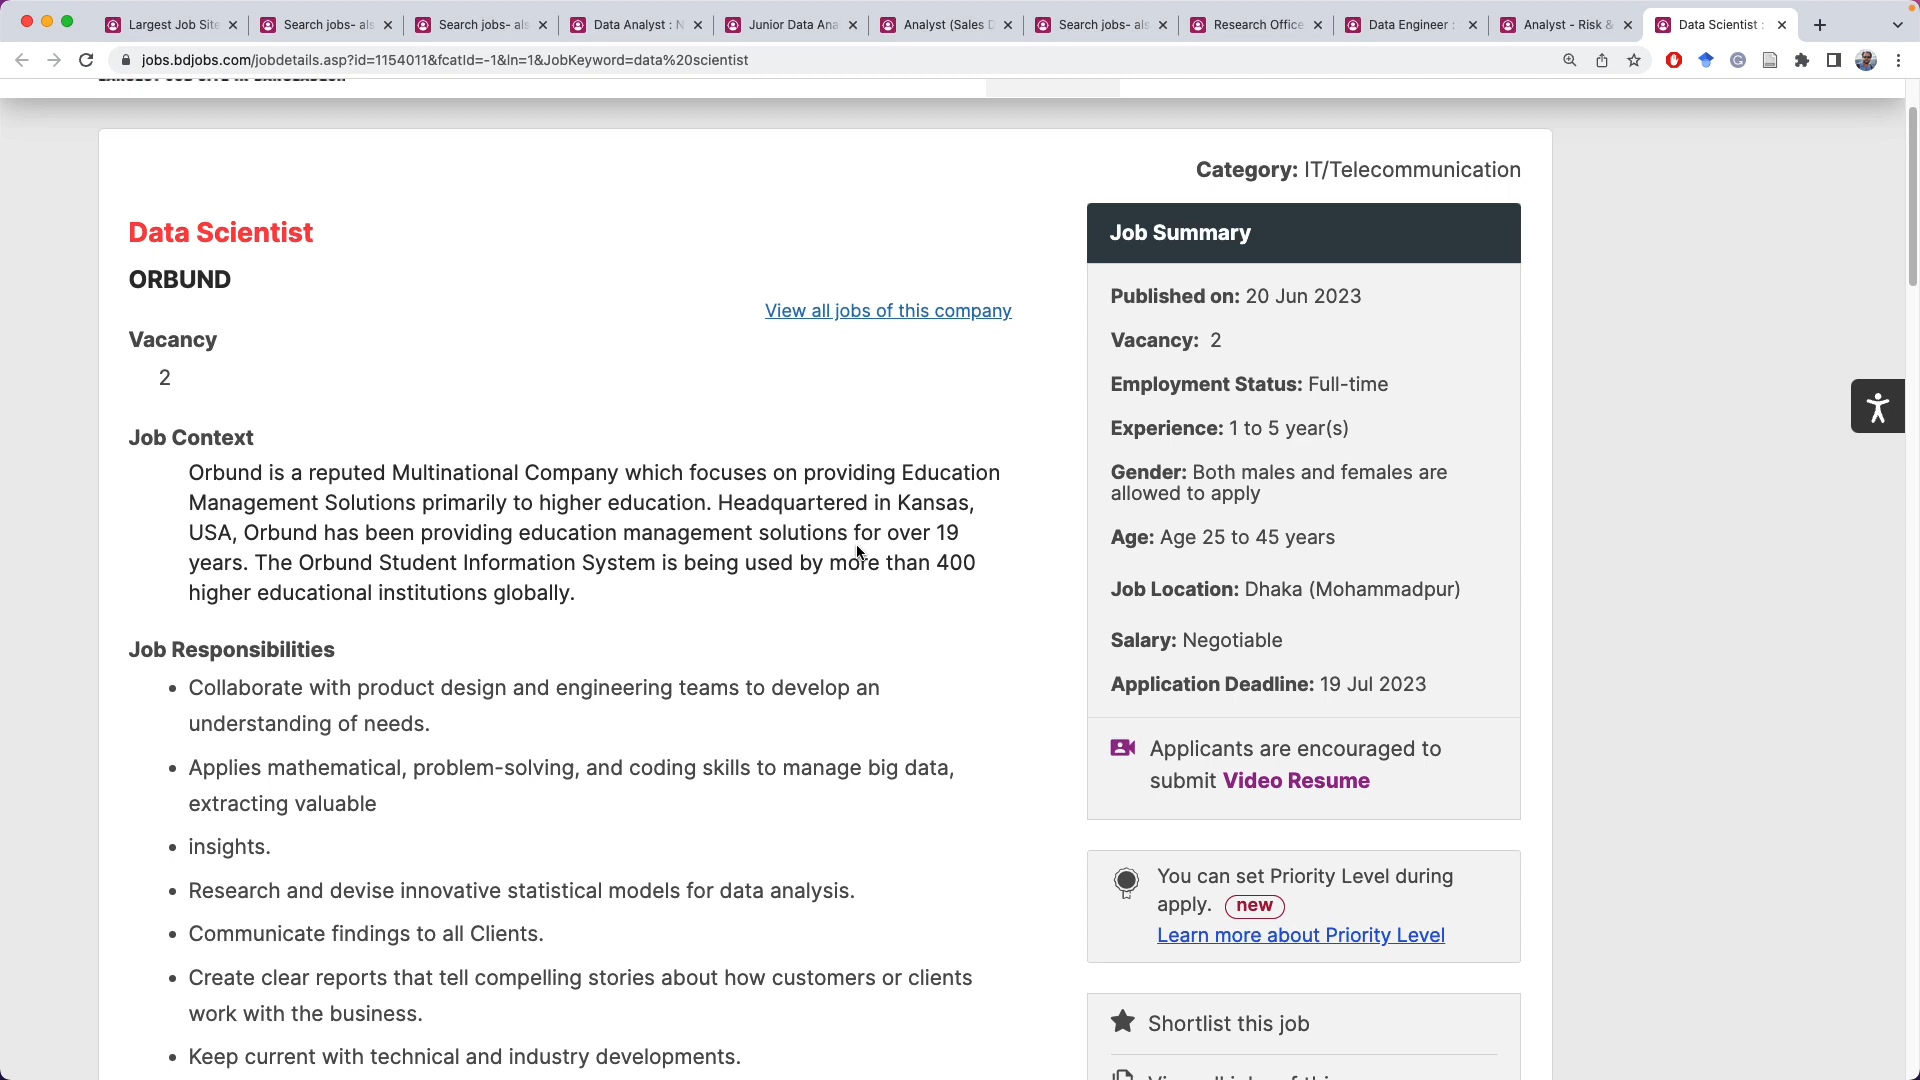 Largest Job Site
Search jobs- als
Search jobs- als
Data Analyst : N
Junior Data Ana
Analyst (Sales D
Search jobs- als
Research Office
Data Engineer :
Analyst - Risk &
Data Scientist :
jobs.bdjobs.com/jobdetails.asp?id=1154011&fcatId=-1&ln=1&JobKeyword=data%20scientist
LARGEST JOB SITE IN BANGLADESH
Category: IT/Telecommunication
Data Scientist
ORBUND
View all jobs of this company
Vacancy
2
Job Context
Orbund is a reputed Multinational Company which focuses on providing Education
Management Solutions primarily to higher education. Headquartered in Kansas,
USA, Orbund has been providing education management solutions for over 19
years. The Orbund Student Information System is being used by more than 400
higher educational institutions globally.
Job Responsibilities
• Collaborate with product design and engineering teams to develop an
understanding of needs.
• Applies mathematical, problem-solving, and coding skills to manage big data,
extracting valuable
• insights.
• Research and devise innovative statistical models for data analysis.
• Communicate findings to all Clients.
• Create clear reports that tell compelling stories about how customers or clients
work with the business.
• Keep current with technical and industry developments.
Job Summary
Published on: 20 Jun 2023
Vacancy: 2
Employment Status: Full-time
Experience: 1 to 5 year(s)
Gender: Both males and females are
allowed to apply
Age: Age 25 to 45 years
Job Location: Dhaka (Mohammadpur)
Salary: Negotiable
Application Deadline: 19 Jul 2023
Applicants are encouraged to
submit Video Resume
You can set Priority Level during
apply. new
Learn more about Priority Level
Shortlist this job